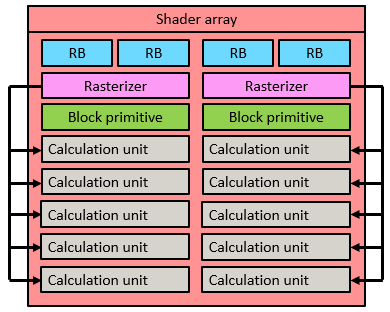 Shader array
RB RB RB RB
Rasterizer Rasterizer
Block primitive Block primitive
Calculation unit Calculation unit
Calculation unit Calculation unit
Calculation unit Calculation unit
Calculation unit Calculation unit
Calculation unit Calculation unit